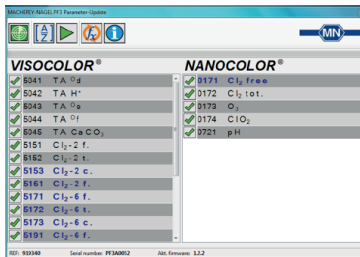 MACHEREY-NAGEL PF3 Parameter-Update
A
Z
MN
VISOCOLOR®
5041 TA °d
5042 TA H⁺
5043 TA °e
5044 TA °f
5045 TA CaCO₃
5151 Cl₂-2 f.
5152 Cl₂-2 t.
5153 Cl₂-2 c.
5161 Cl₂-2 f.
5171 Cl₂-6 f.
5172 Cl₂-6 t.
5173 Cl₂-6 c.
5191 Cl₂-6 f.
NANOCOLOR®
0171 Cl₂ free
0172 Cl₂ tot.
0173 O₃
0174 ClO₂
0721 pH
REF: 934340 Serial number: PF3A0052 Akt. Firmware: 1.2.2